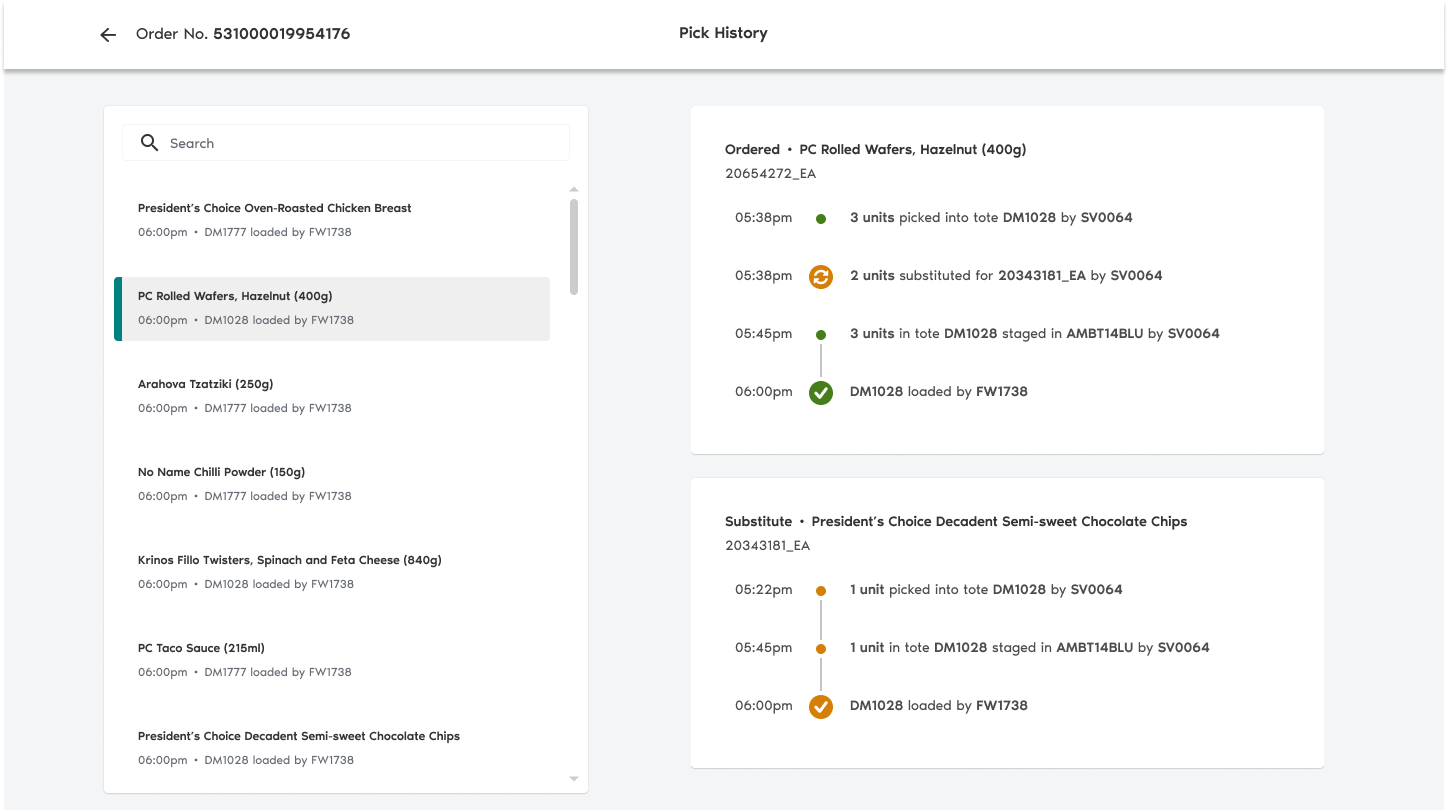 Order No. 531000019954176
Pick History
Search
President's Choice Oven-Roasted Chicken Breast
06:00pm • DM1777 loaded by FW1738
PC Rolled Wafers, Hazelnut (400g)
06:00pm • DM1028 loaded by FW1738
Arahova Tzatziki (250g)
06:00pm • DM1777 loaded by FW1738
No Name Chilli Powder (150g)
06:00pm • DM1777 loaded by FW1738
Krinos Fillo Twisters, Spinach and Feta Cheese (840g)
06:00pm • DM1028 loaded by FW1738
PC Taco Sauce (215ml)
06:00pm • DM1777 loaded by FW1738
President's Choice Decadent Semi-sweet Chocolate Chips
06:00pm • DM1028 loaded by FW1738
Ordered • PC Rolled Wafers, Hazelnut (400g)
20654272_EA
05:38pm 3 units picked into tote DM1028 by SV0064
05:38pm 2 units substituted for 20343181_EA by SV0064
05:45pm 3 units in tote DM1028 staged in AMBT14BLU by SV0064
06:00pm DM1028 loaded by FW1738
Substitute • President's Choice Decadent Semi-sweet Chocolate Chips
20343181_EA
05:22pm 1 unit picked into tote DM1028 by SV0064
05:45pm 1 unit in tote DM1028 staged in AMBT14BLU by SV0064
06:00pm DM1028 loaded by FW1738